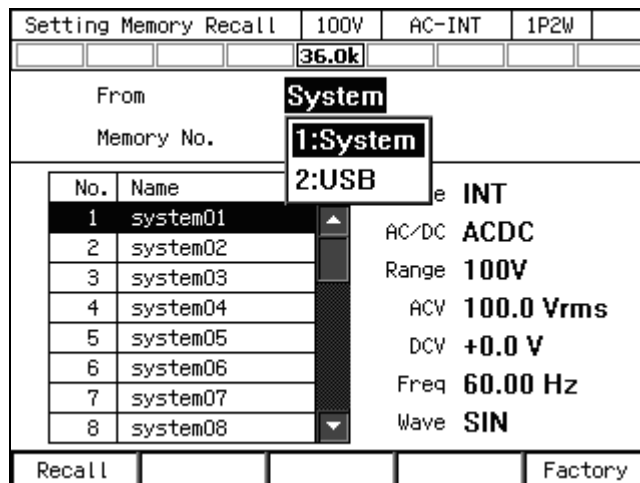 Setting Memory Recall 100V AC-INT 1P2W
36.0k
From System
Memory No.
1:System
2:USB
No. Name
1 system01
2 system02
3 system03
4 system04
5 system05
6 system06
7 system07
8 system08
e INT
AC/DC ACDC
Range 100V
ACV 100.0 Vrms
DCV +0.0 V
Freq 60.00 Hz
Wave SIN
Recall Factory